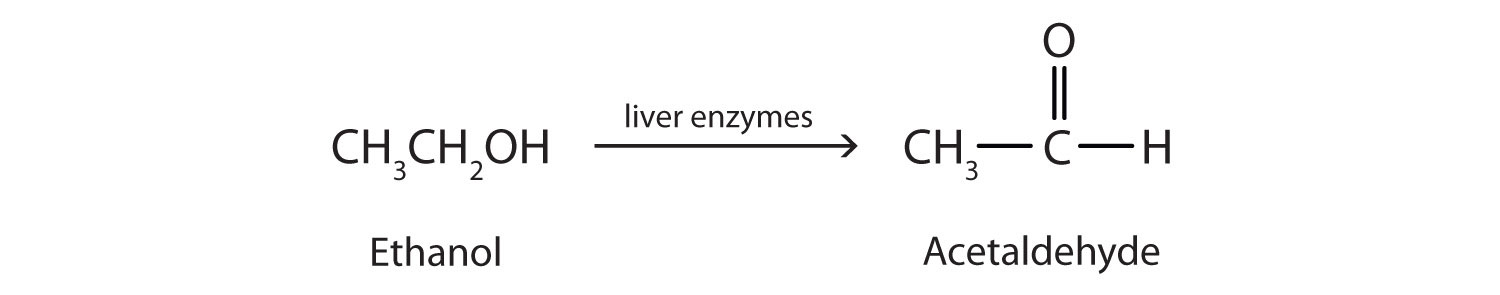 O
liver enzymes
CH3CH2OH CH3 C H
Ethanol Acetaldehyde